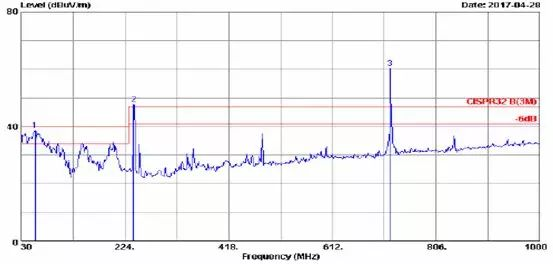 80 Level (dBuV/m) Date: 2017-04-28
3
2
CISPR32 B(3M)
1
-6dB
40
0
30 224. 418. 612. 806. 1000
Frequency (MHz)